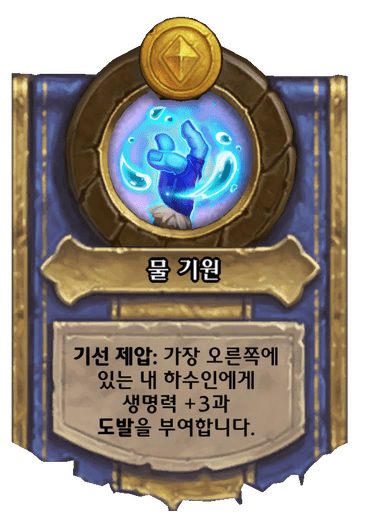 물 기원
기선 제압: 가장 오른쪽에
있는 내 하수인에게
생명력 +3과
도발을 부여합니다.